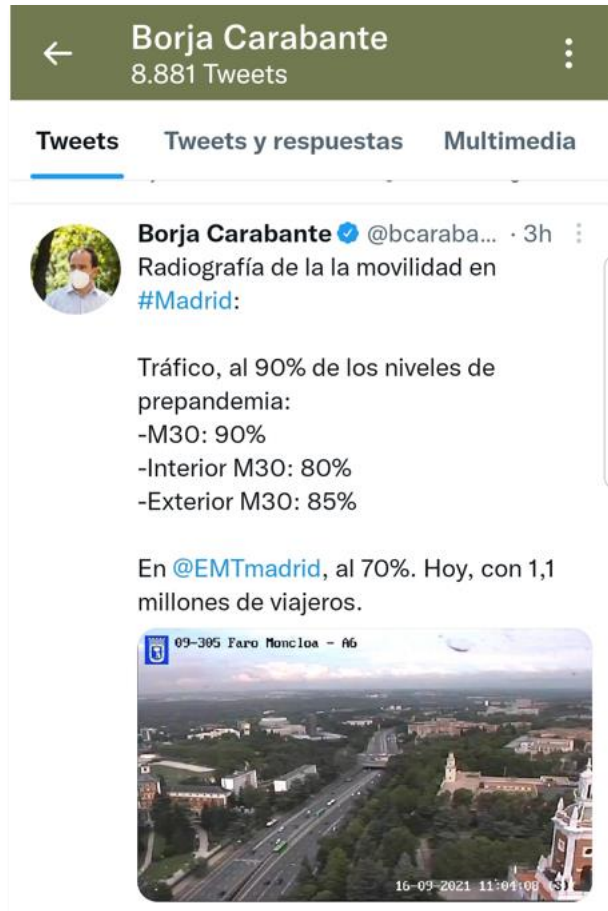 Borja Carabante
8.881 Tweets
Tweets Tweets y respuestas Multimedia
Borja Carabante @bcaraba... · 3h
Radiografía de la la movilidad en
#Madrid:
Tráfico, al 90% de los niveles de
prepandemia:
-M30: 90%
-Interior M30: 80%
-Exterior M30: 85%
En @EMTmadrid, al 70%. Hoy, con 1,1
millones de viajeros.
09-305 Faro Moncloa - A6
16-09-2021 11:04:08 (S)